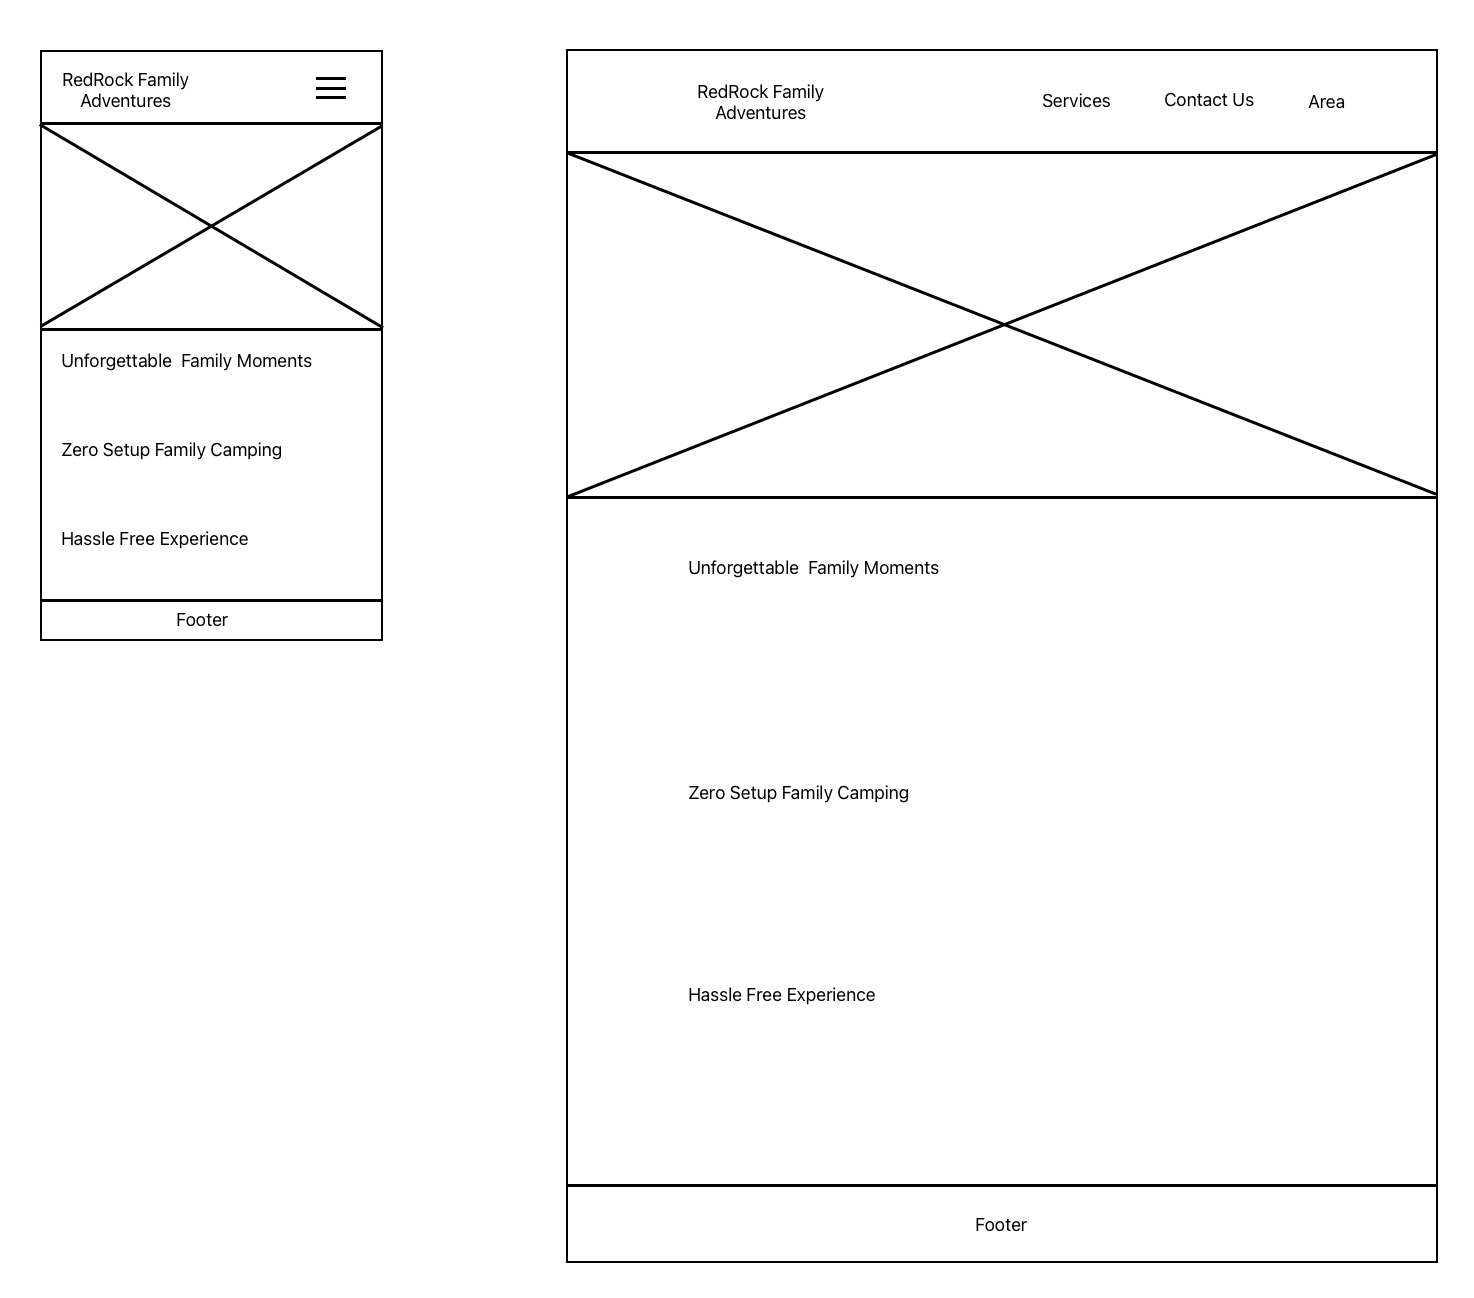 RedRock Family
Adventures
Unforgettable  Family Moments
Zero Setup Family Camping
Hassle Free Experience
Footer
RedRock Family
Adventures
Services
Contact Us
Area
Unforgettable  Family Moments
Zero Setup Family Camping
Hassle Free Experience
Footer